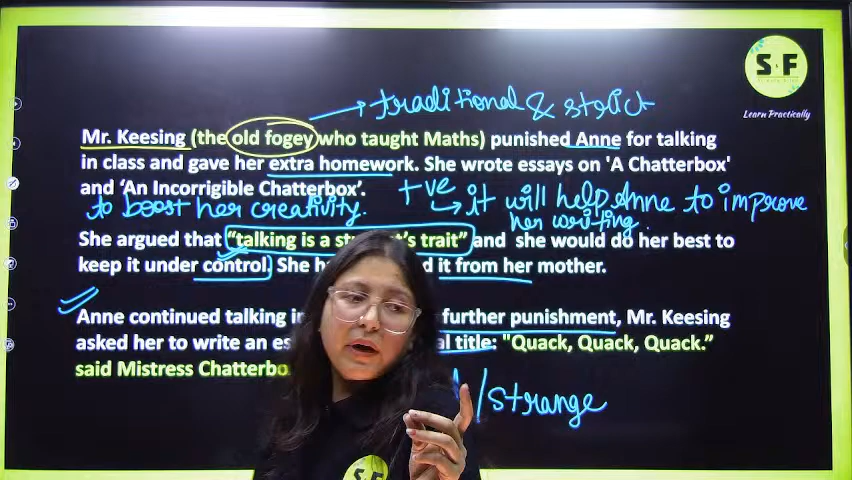 S F
Learn Practically
traditional & strict
Mr. Keesing (the old fogey who taught Maths) punished Anne for talking
in class and gave her extra homework. She wrote essays on 'A Chatterbox'
and ‘An Incorrigible Chatterbox’.
+ve it will help Anne to improve
to boost her creativity. her writing.
She argued that “talking is a st t’s trait” and she would do her best to
keep it under control. She h d it from her mother.
Anne continued talking in further punishment, Mr. Keesing
asked her to write an es al title: "Quack, Quack, Quack.”
said Mistress Chatterbo
/strange
S F